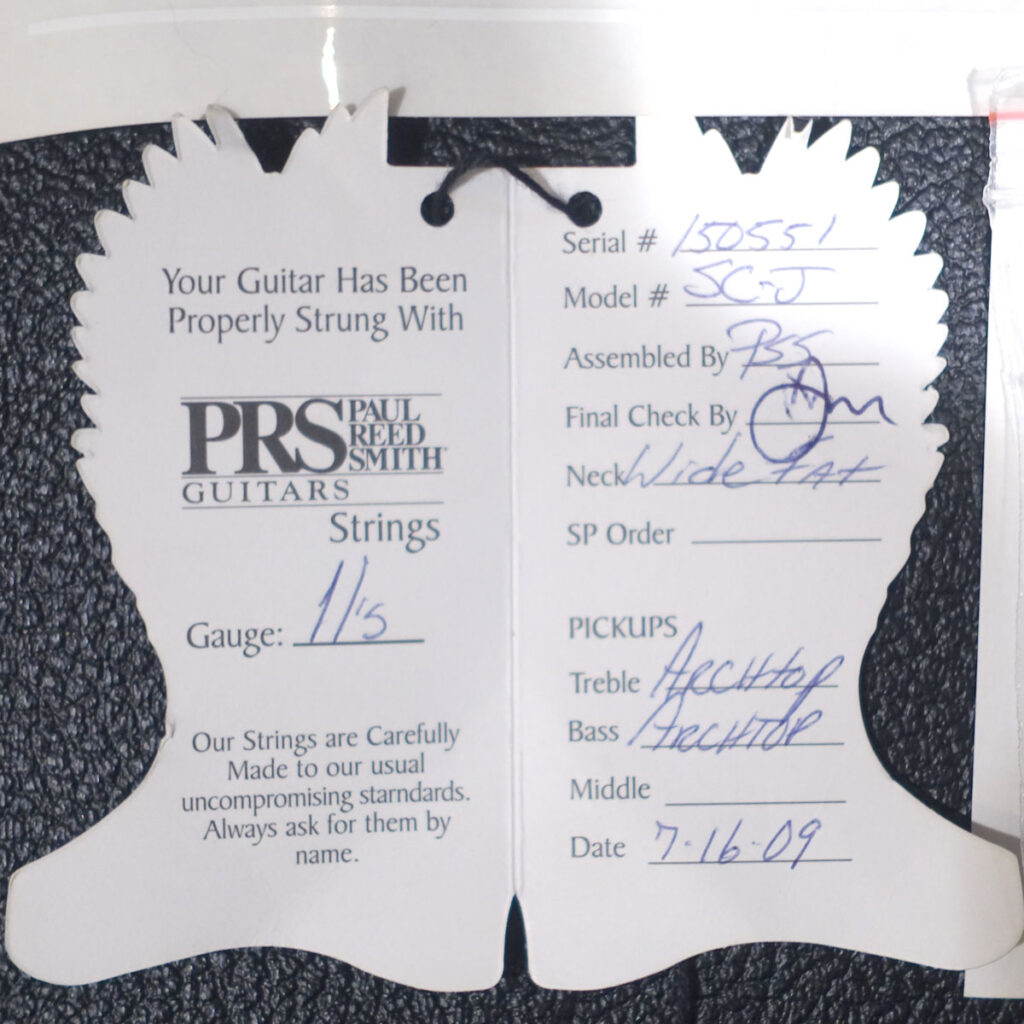 Your Guitar Has Been
Properly Strung With
PRS PAUL
REED
SMITH
GUITARS
Strings
Gauge: 11's
Our Strings are Carefully
Made to our usual
uncompromising starndards.
Always ask for them by
name.
Serial # 150551
Model # SC-J
Assembled By
Final Check By
Neck Wide FAT
SP Order
PICKUPS
Treble ARCHTOP
Bass ARCHTOP
Middle
Date 7-16-09